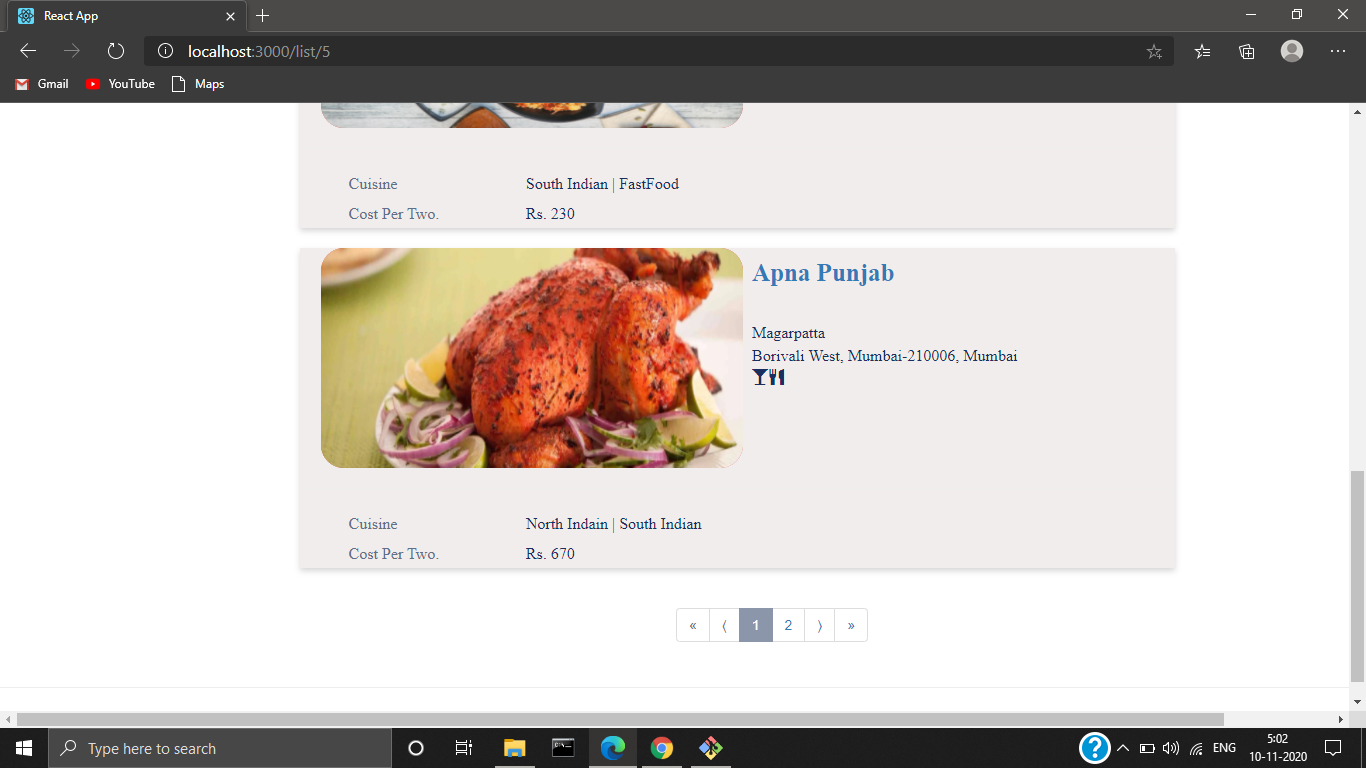 React App
localhost:3000/list/5
Gmail
YouTube
Maps
Cuisine South Indian | FastFood
Cost Per Two. Rs. 230
Apna Punjab
Magarpatta
Borivali West, Mumbai-210006, Mumbai
Cuisine North Indain | South Indian
Cost Per Two. Rs. 670
« ⟨ 1 2 ⟩ »
Type here to search
ENG
5:02
10-11-2020